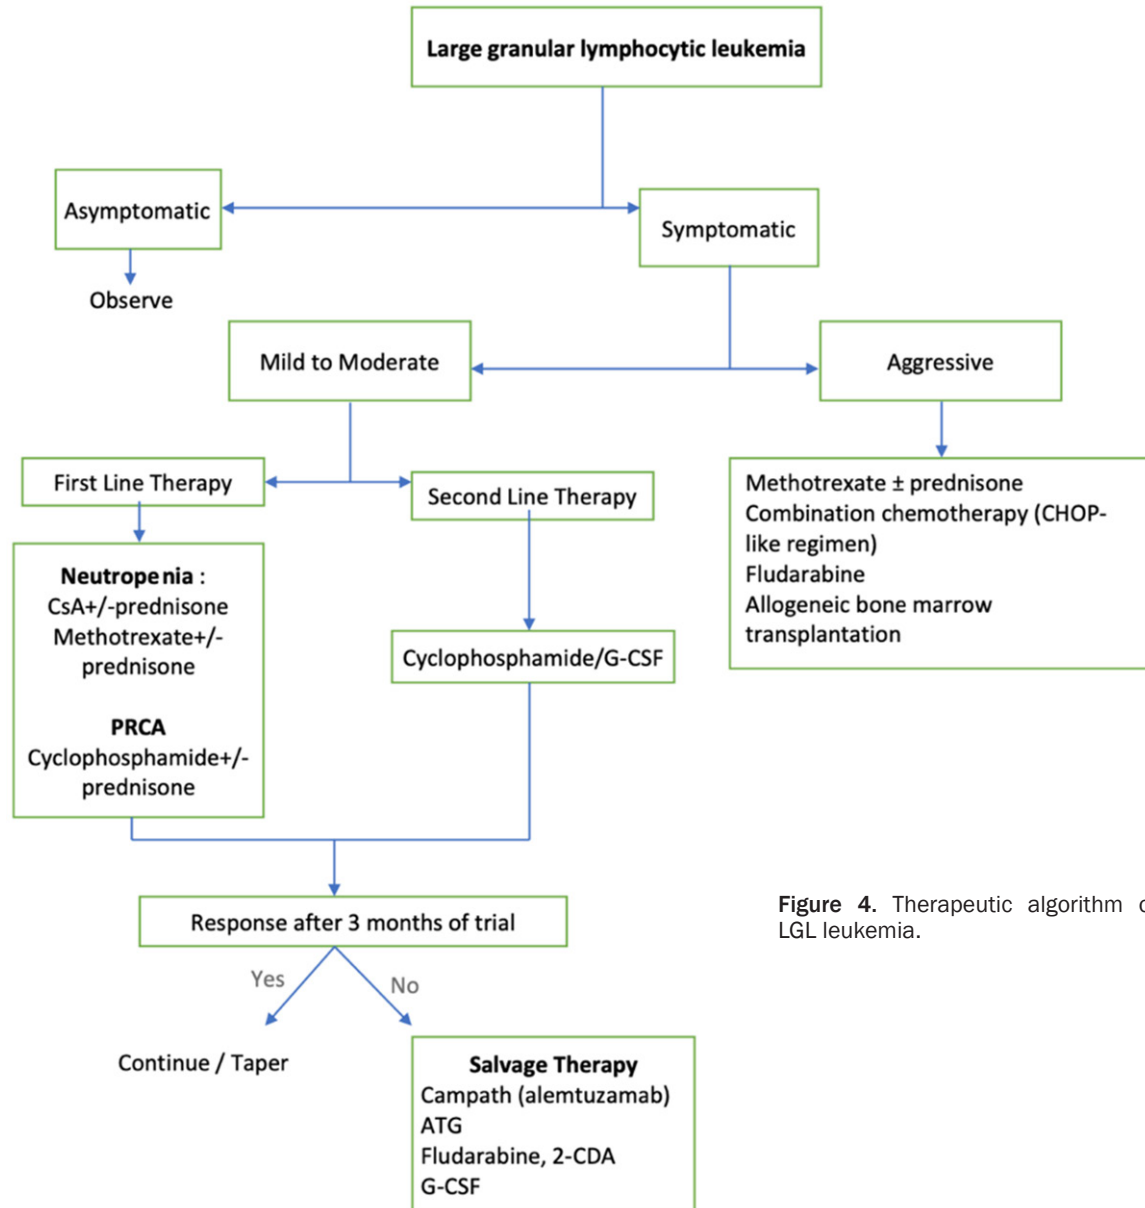 Large granular lymphocytic leukemia
Asymptomatic
Symptomatic
Observe
Mild to Moderate
Aggressive
First Line Therapy
Second Line Therapy
Methotrexate ± prednisone
Combination chemotherapy (CHOP-
like regimen)
Fludarabine
Allogeneic bone marrow
transplantation
Neutropenia :
CsA+/-prednisone
Methotrexate+/-
prednisone
PRCA
Cyclophosphamide+/-
prednisone
Cyclophosphamide/G-CSF
Response after 3 months of trial
Yes
No
Continue / Taper
Salvage Therapy
Campath (alemtuzamab)
ATG
Fludarabine, 2-CDA
G-CSF
Figure 4. Therapeutic algorithm
LGL leukemia.